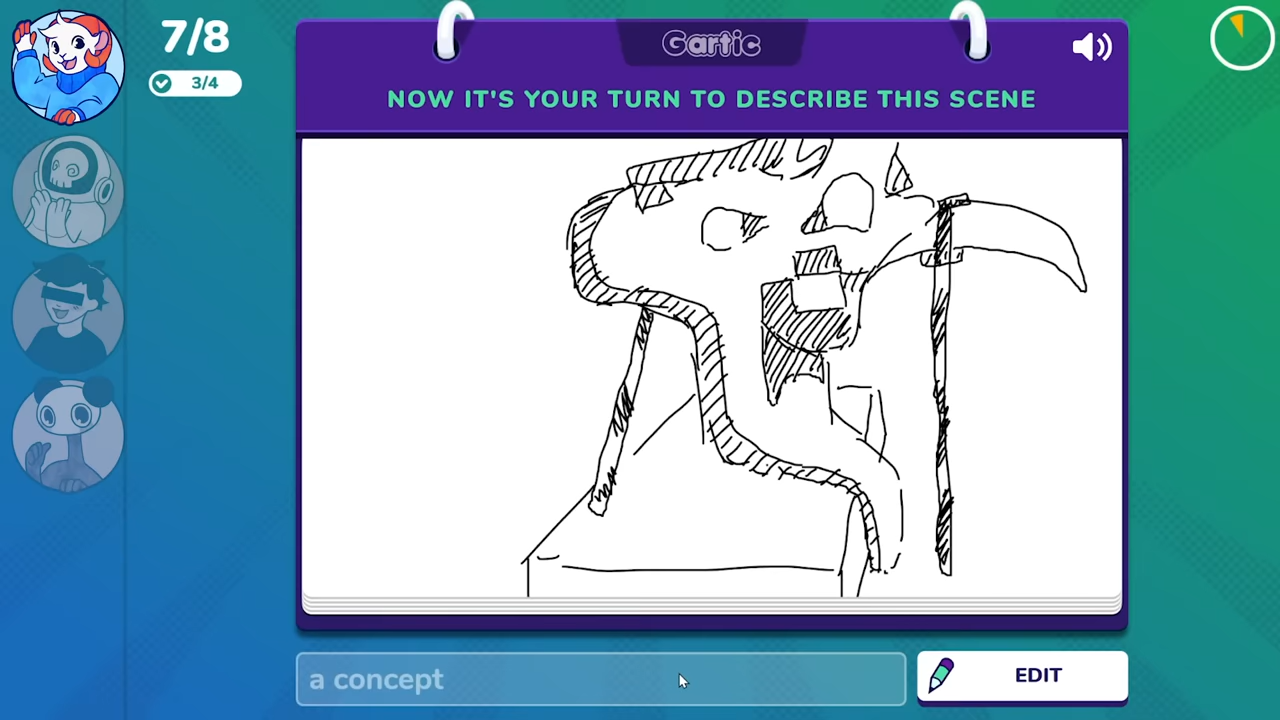 7/8
3/4
Gartic
NOW IT'S YOUR TURN TO DESCRIBE THIS SCENE
a concept
EDIT